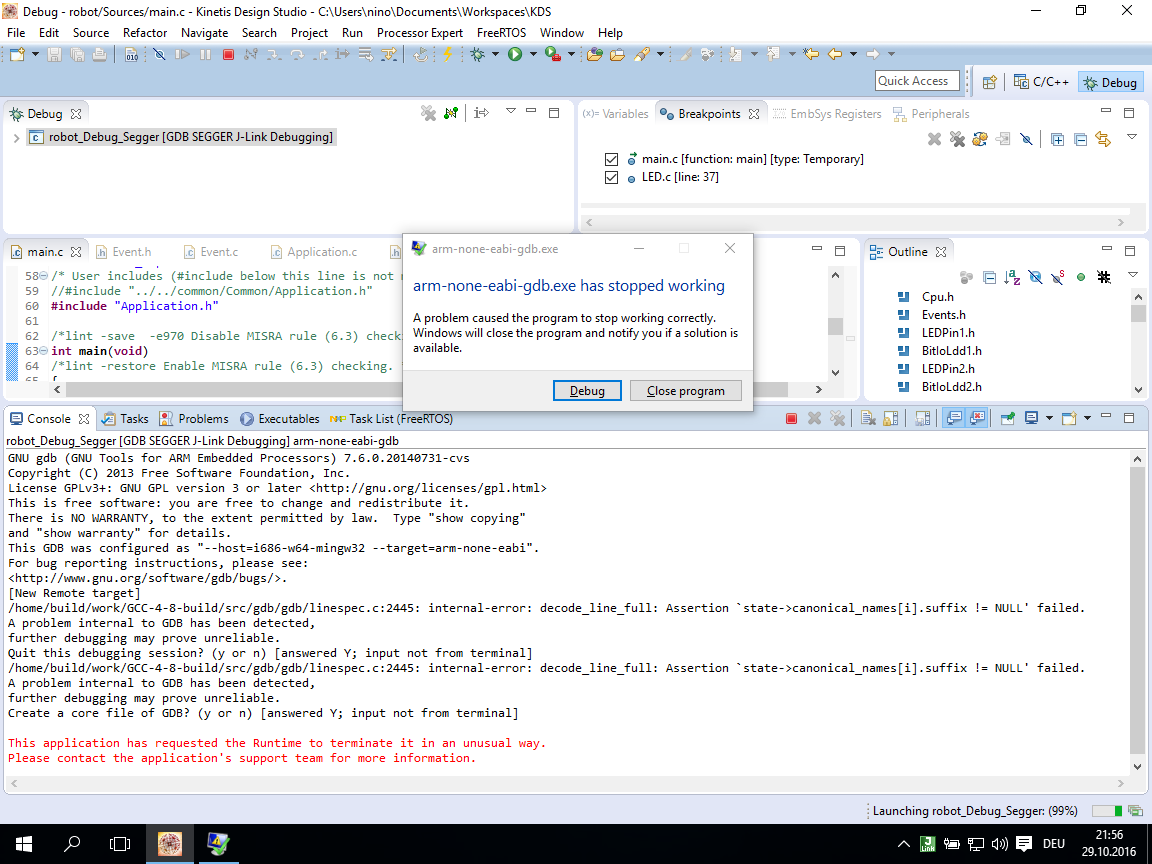 Debug - robot/Sources/main.c - Kinetis Design Studio - C:\Users\nino\Documents\Workspaces\KDS
File Edit Source Refactor Navigate Search Project Run Processor Expert FreeRTOS Window Help
010
Quick Access
C/C++
Debug
Debug
robot_Debug_Segger [GDB SEGGER J-Link Debugging]
(x)= Variables
Breakpoints
EmbSys Registers
Peripherals
main.c [function: main] [type: Temporary]
LED.c [line: 37]
main.c
Event.h
Event.c
Application.c
58 /* User includes (#include below this line is not
59 //#include "../../common/Common/Application.h"
60 #include "Application.h"
61
62 /*lint -save  -e970 Disable MISRA rule (6.3) checki
63 int main(void)
64 /*lint -restore Enable MISRA rule (6.3) checking.
65 {
arm-none-eabi-gdb.exe
arm-none-eabi-gdb.exe has stopped working
A problem caused the program to stop working correctly.
Windows will close the program and notify you if a solution is
available.
Debug
Close program
Outline
Cpu.h
Events.h
LEDPin1.h
BitIoLdd1.h
LEDPin2.h
BitIoLdd2.h
Console
Tasks
Problems
Executables
Task List (FreeRTOS)
robot_Debug_Segger [GDB SEGGER J-Link Debugging] arm-none-eabi-gdb
GNU gdb (GNU Tools for ARM Embedded Processors) 7.6.0.20140731-cvs
Copyright (C) 2013 Free Software Foundation, Inc.
License GPLv3+: GNU GPL version 3 or later <http://gnu.org/licenses/gpl.html>
This is free software: you are free to change and redistribute it.
There is NO WARRANTY, to the extent permitted by law.  Type "show copying"
and "show warranty" for details.
This GDB was configured as "--host=i686-w64-mingw32 --target=arm-none-eabi".
For bug reporting instructions, please see:
<http://www.gnu.org/software/gdb/bugs/>.
[New Remote target]
/home/build/work/GCC-4-8-build/src/gdb/gdb/linespec.c:2445: internal-error: decode_line_full: Assertion `state->canonical_names[i].suffix != NULL' failed.
A problem internal to GDB has been detected,
further debugging may prove unreliable.
Quit this debugging session? (y or n) [answered Y; input not from terminal]
/home/build/work/GCC-4-8-build/src/gdb/gdb/linespec.c:2445: internal-error: decode_line_full: Assertion `state->canonical_names[i].suffix != NULL' failed.
A problem internal to GDB has been detected,
further debugging may prove unreliable.
Create a core file of GDB? (y or n) [answered Y; input not from terminal]
This application has requested the Runtime to terminate it in an unusual way.
Please contact the application's support team for more information.
Launching robot_Debug_Segger: (99%)
DEU
21:56
29.10.2016